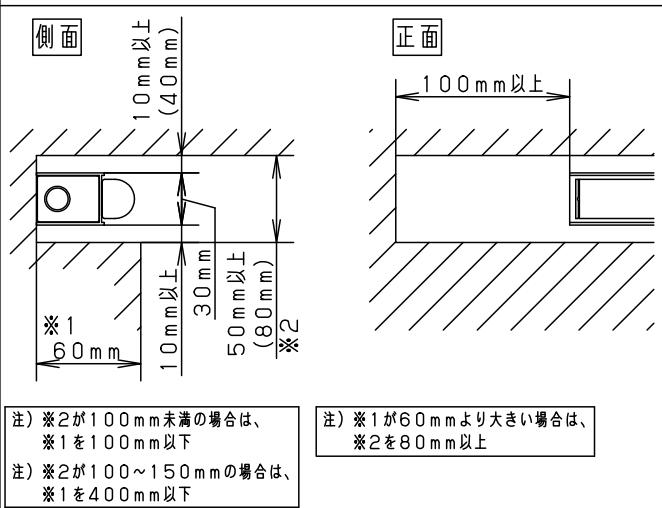 側面
10mm以上
(40mm)
正面
100mm以上
10mm以上
30mm
50mm以上
(80mm)
※2
※1
60mm
注）※2が100mm未満の場合は、
※1を100mm以下
注）※2が100～150mmの場合は、
※1を400mm以下
注）※1が60mmより大きい場合は、
※2を80mm以上